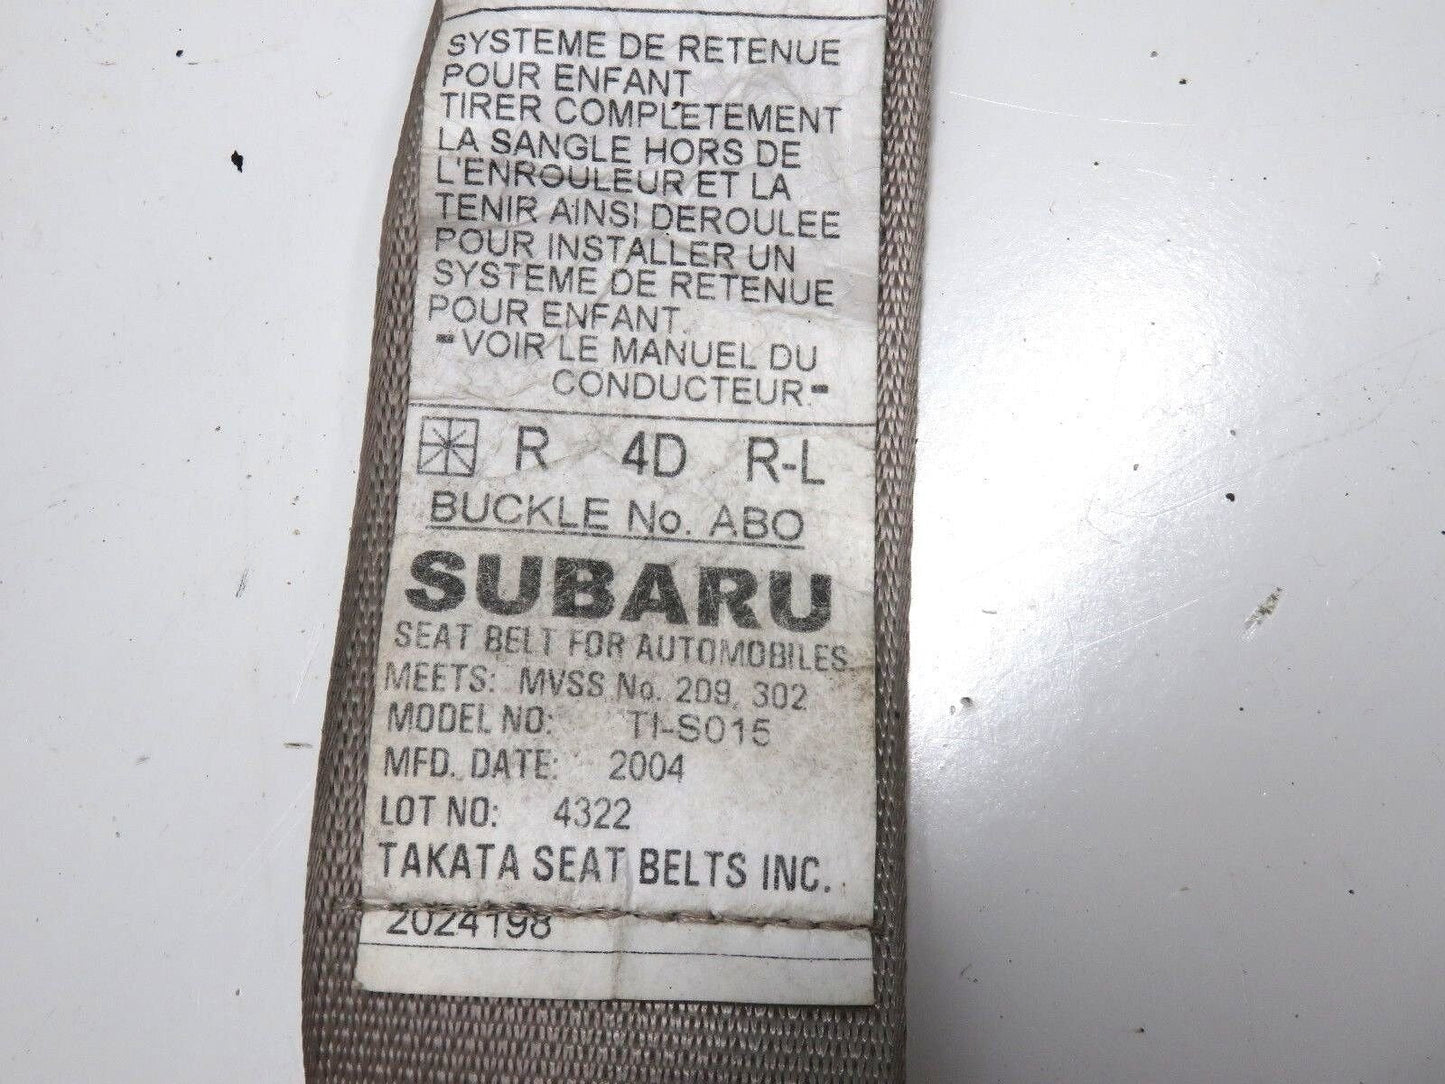 SYSTEME DE RETENUE
POUR ENFANT
TIRER COMPLETEMENT
LA SANGLE HORS DE
L'ENROULEUR ET LA
TENIR AINSI DEROULEE
POUR INSTALLER UN
SYSTEME DE RETENUE
POUR ENFANT.
"VOIR LE MANUEL DU
CONDUCTEUR."
R 4D R-L
BUCKLE No. ABO
SUBARU
SEAT BELT FOR AUTOMOBILES
MEETS: MVSS No. 209, 302
MODEL NO: TI-S015
MFD. DATE: 2004
LOT NO: 4322
TAKATA SEAT BELTS INC.
2024198